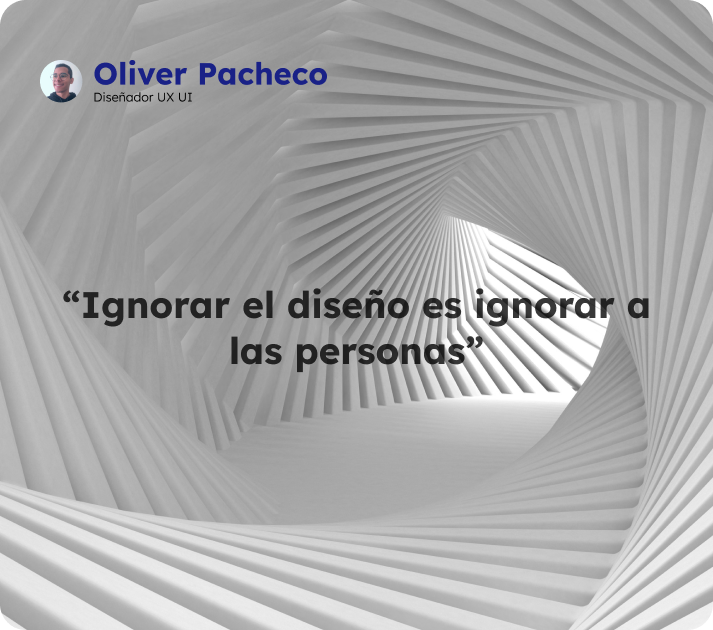 Oliver Pacheco
Diseñador UX UI
“Ignorar el diseño es ignorar a
las personas”